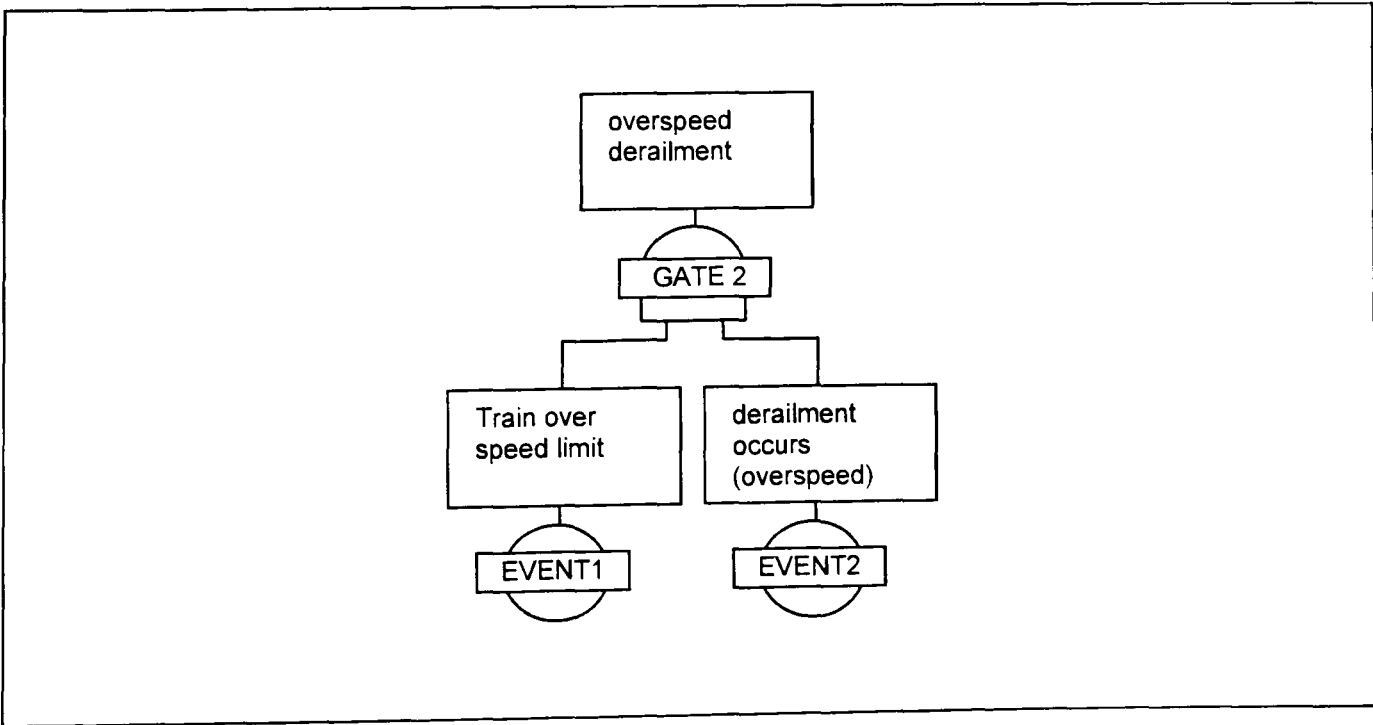 overspeed
derailment
GATE 2
Train over
speed limit
derailment
occurs
(overspeed)
EVENT1
EVENT2